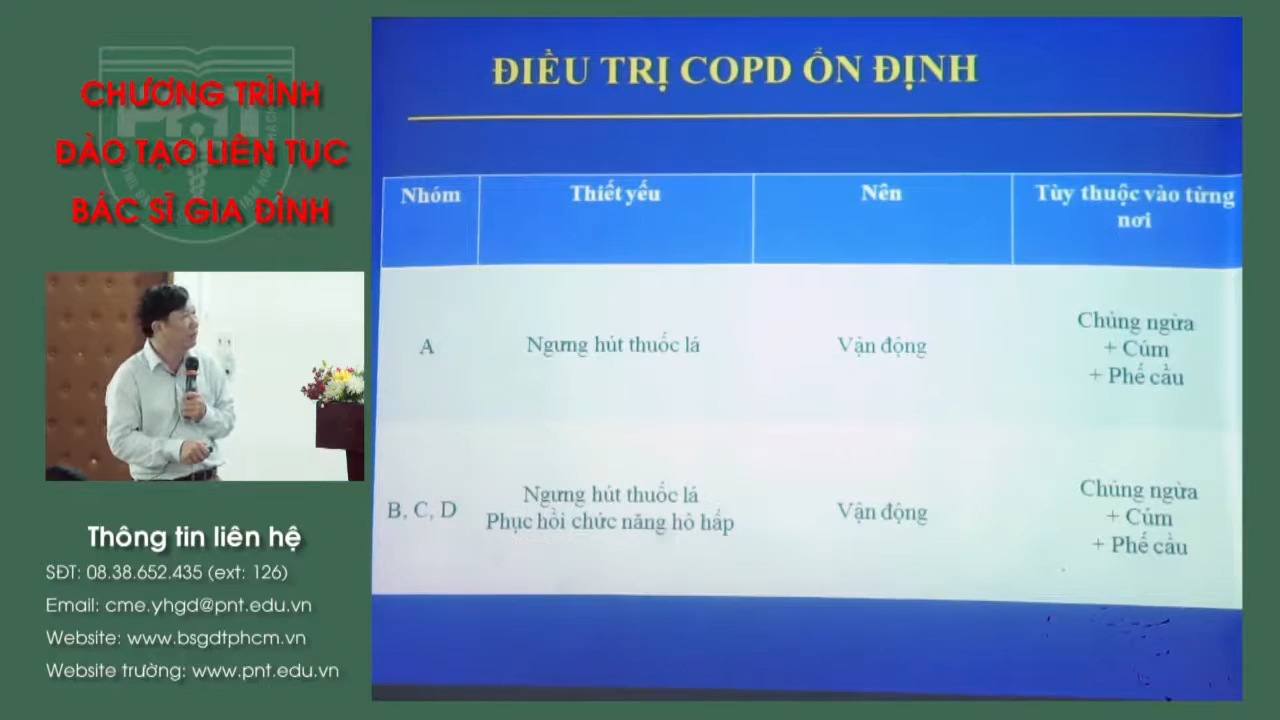 CHƯƠNG TRÌNH
ĐÀO TẠO LIÊN TỤC
BÁC SĨ GIA ĐÌNH
Thông tin liên hệ
SĐT: 08.38.652.435 (ext: 126)
Email: cme.yhgd@pnt.edu.vn
Website: www.bsgdtphcm.vn
Website trường: www.pnt.edu.vn
ĐIỀU TRỊ COPD ỔN ĐỊNH
Nhóm
Thiết yếu
Nên
Tùy thuộc vào từng
nơi
A
Ngưng hút thuốc lá
Vận động
Chủng ngừa
+ Cúm
+ Phế cầu
B, C, D
Ngưng hút thuốc lá
Phục hồi chức năng hô hấp
Vận động
Chủng ngừa
+ Cúm
+ Phế cầu